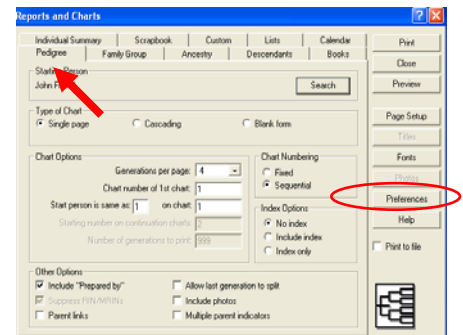 Reports and Charts
Individual Summary Scrapbook Custom Lists Calendar
Pedigree Family Group Ancestry Descendants Books
Starting Person
John
Search
Type of Chart
Single page Cascading Blank form
Chart Options
Generations per page: 4
Chart number of 1st chart: 1
Start person is same as: 1 on chart: 1
Starting number on continuation charts: 2
Number of generations to print: 999
Chart Numbering
Fixed
Sequential
Index Options
No index
Include index
Index only
Other Options
Include "Prepared by" Allow last generation to split
Suppress RIN/MRINs Include photos
Parent links Multiple parent indicators
Print
Close
Preview
Page Setup
Titles
Fonts
Photos
Preferences
Help
Print to file